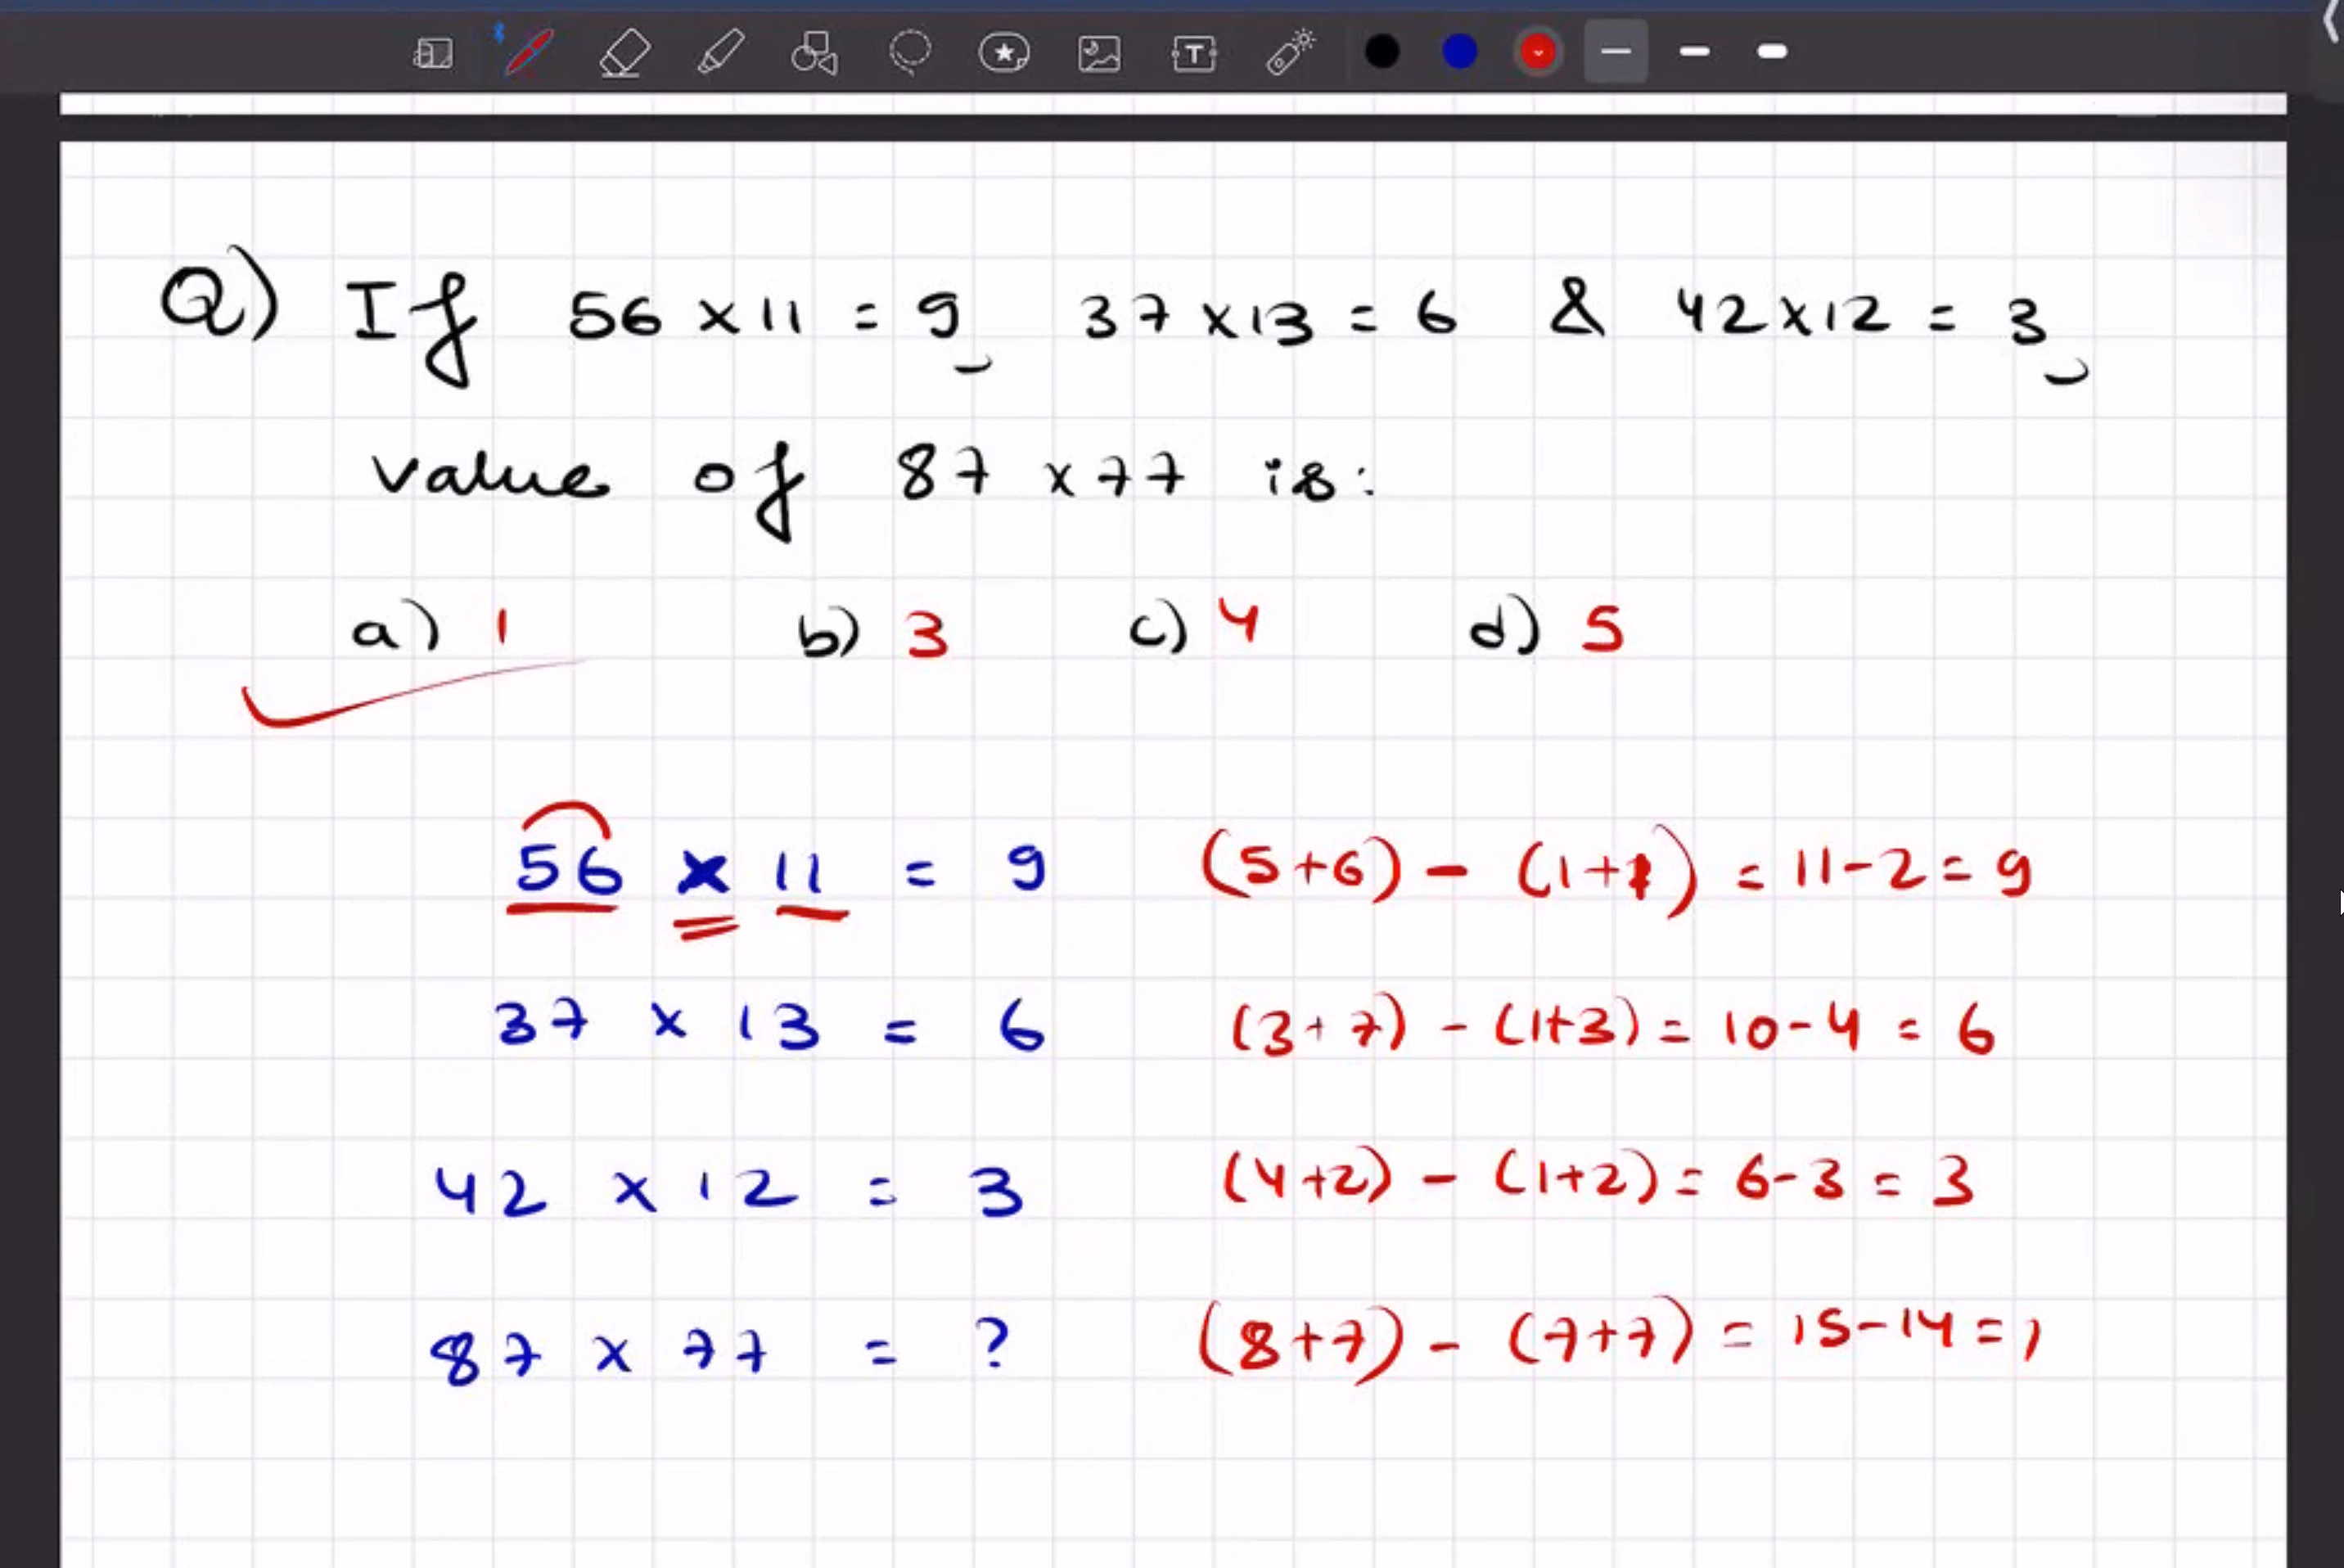 Q) If 56 x 11 = 9, 37 x 13 = 6 & 42 x 12 = 3,
value of 87 x 77 is:
a) 1 b) 3 c) 4 d) 5
56 x 11 = 9 (5+6) - (1+1) = 11-2 = 9
37 x 13 = 6 (3+7) - (1+3) = 10-4 = 6
42 x 12 = 3 (4+2) - (1+2) = 6-3 = 3
87 x 77 = ? (8+7) - (7+7) = 15-14 = 1